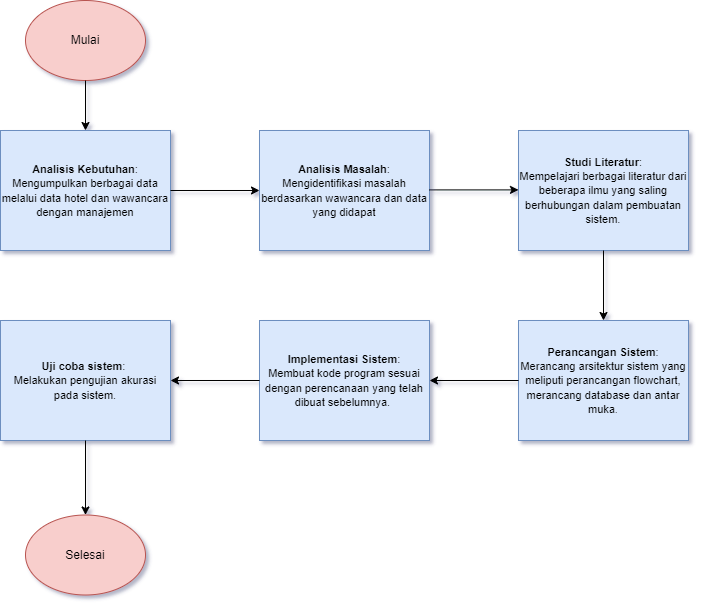 Mulai
Analisis Kebutuhan:
Mengumpulkan berbagai data
melalui data hotel dan wawancara
dengan manajemen
Analisis Masalah:
Mengidentifikasi masalah
berdasarkan wawancara dan data
yang didapat
Studi Literatur:
Mempelajari berbagai literatur dari
beberapa ilmu yang saling
berhubungan dalam pembuatan
sistem.
Perancangan Sistem:
Merancang arsitektur sistem yang
meliputi perancangan flowchart,
merancang database dan antar
muka.
Implementasi Sistem:
Membuat kode program sesuai
dengan perencanaan yang telah
dibuat sebelumnya.
Uji coba sistem:
Melakukan pengujian akurasi
pada sistem.
Selesai